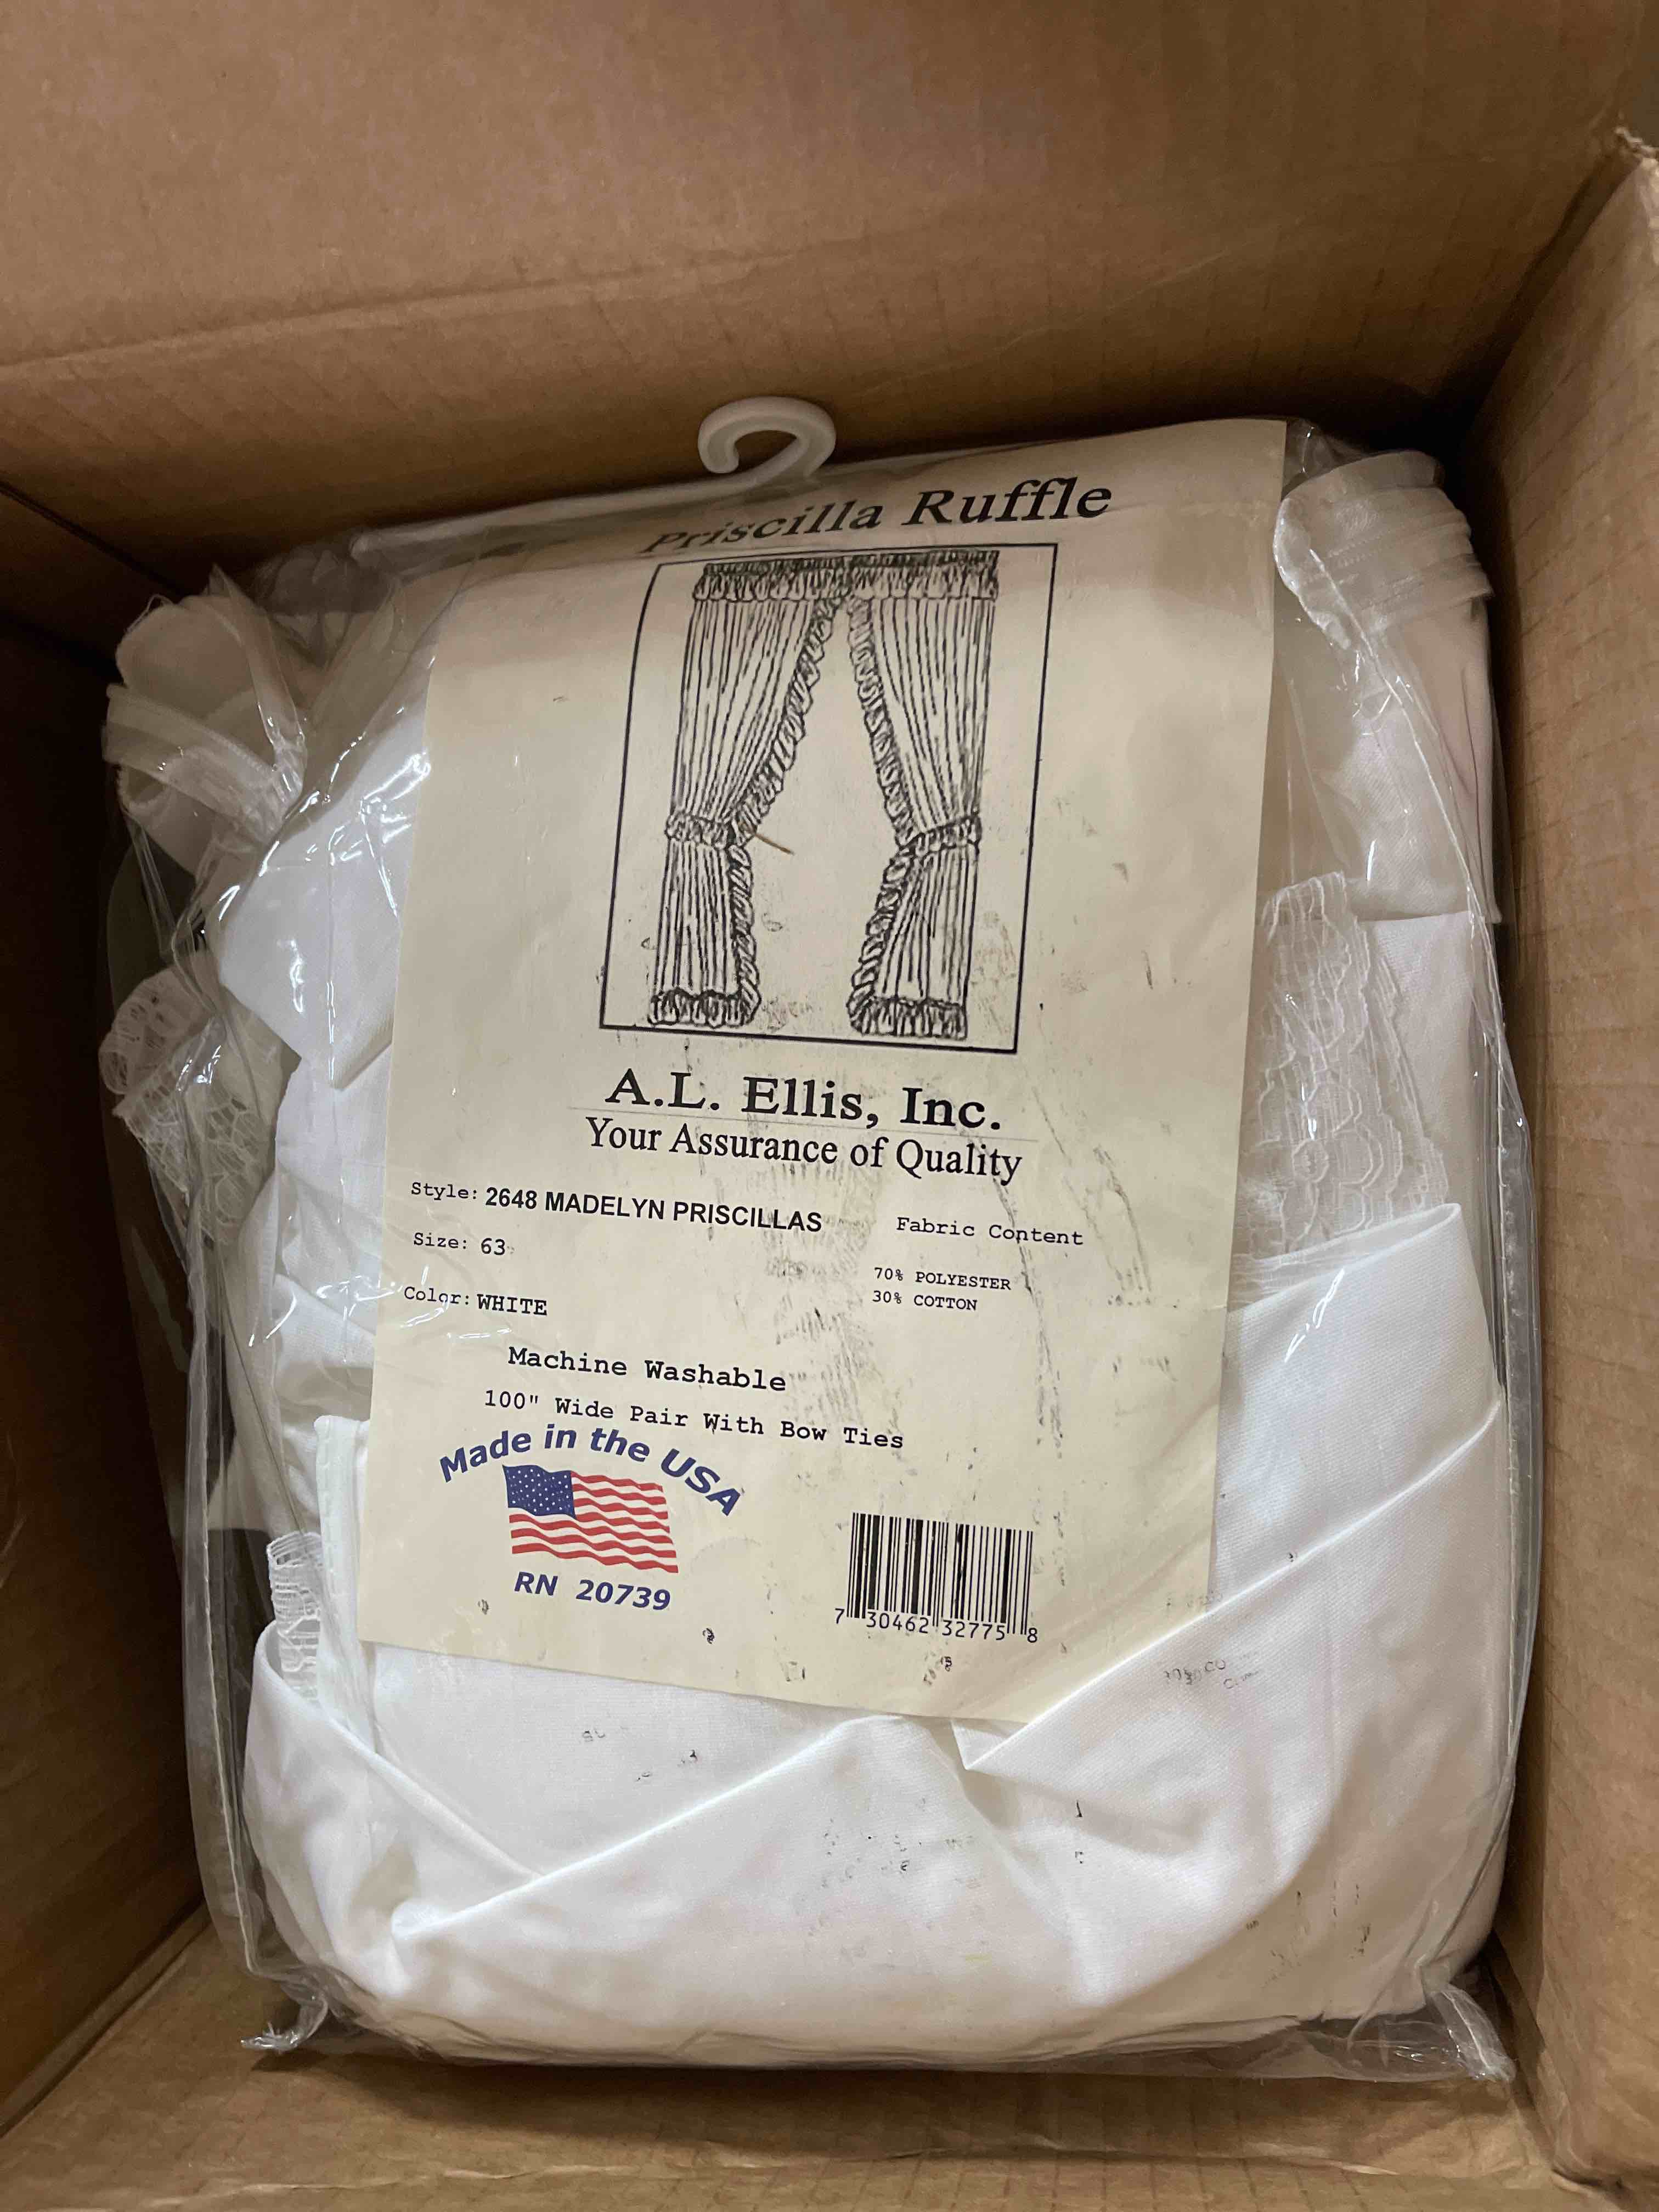 Priscilla Ruffle
A.L. Ellis, Inc.
Your Assurance of Quality
Style: 2648 MADELYN PRISCILLAS
Size: 63
Color: WHITE
Fabric Content
70% POLYESTER
30% COTTON
Machine Washable
100" Wide Pair With Bow Ties
Made in the USA
RN 20739
7 30462 32775 8